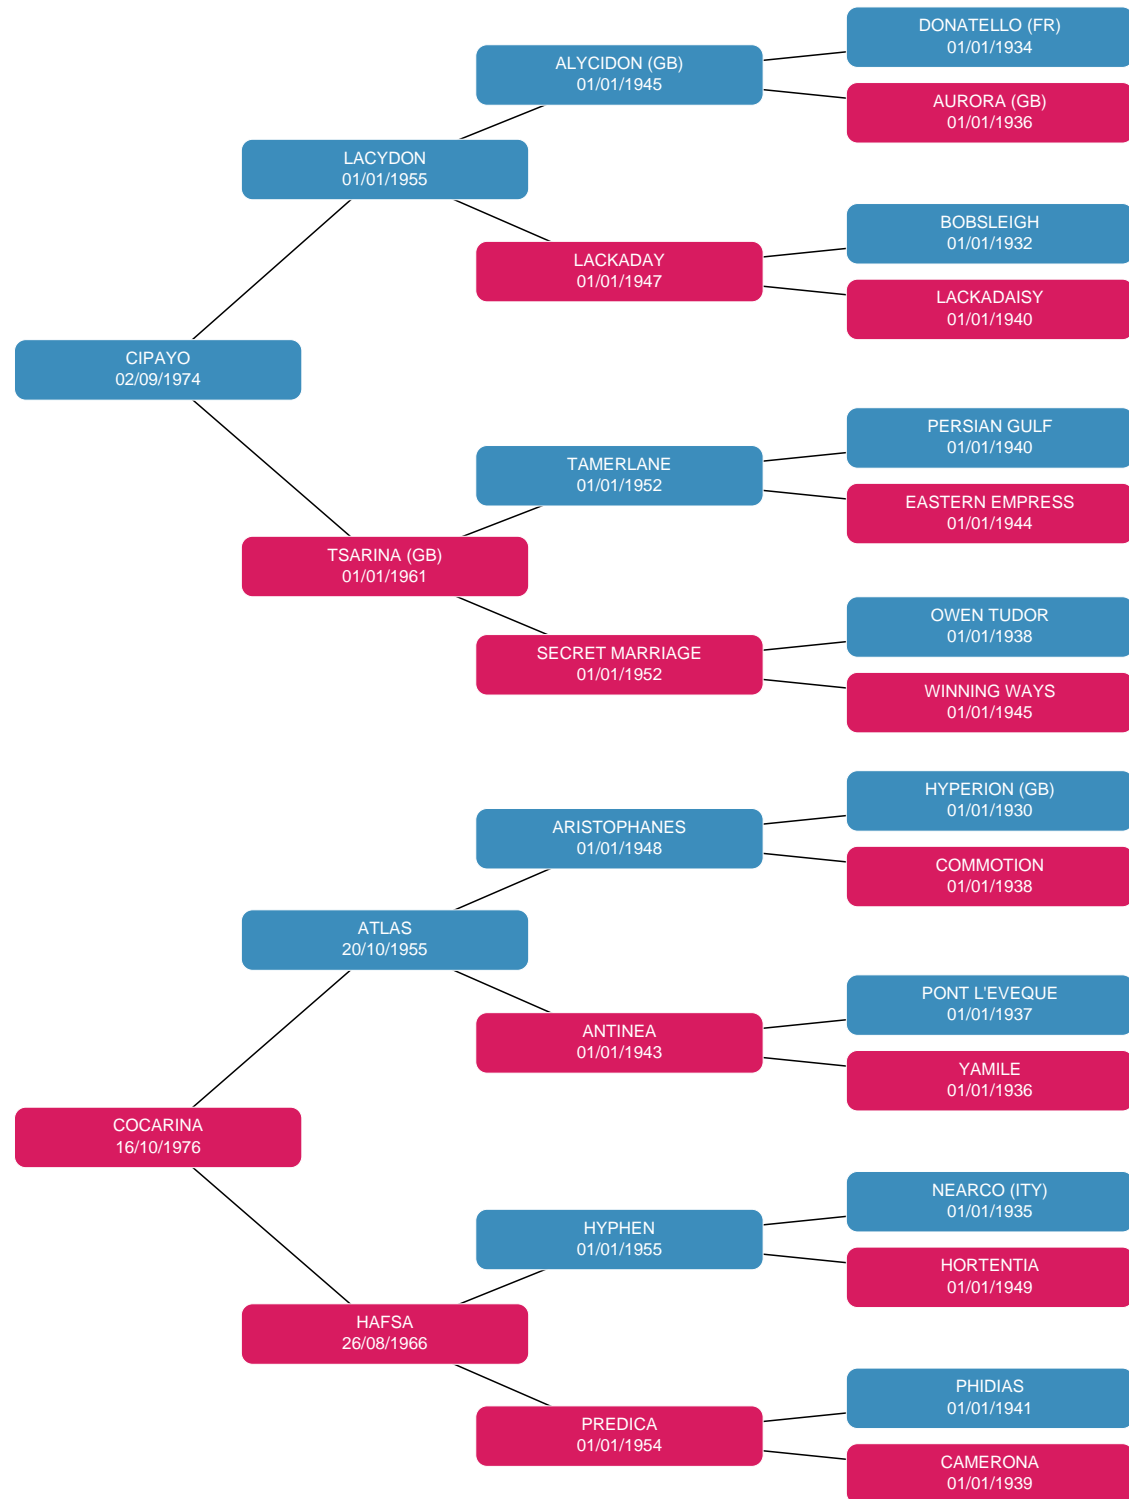 DONATELLO (FR)
01/01/1934
ALYCIDON (GB)
01/01/1945
AURORA (GB)
01/01/1936
LACYDON
01/01/1955
BOBSLEIGH
01/01/1932
LACKADAY
01/01/1947
LACKADAISY
01/01/1940
CIPAYO
02/09/1974
PERSIAN GULF
01/01/1940
TAMERLANE
01/01/1952
EASTERN EMPRESS
01/01/1944
TSARINA (GB)
01/01/1961
OWEN TUDOR
01/01/1938
SECRET MARRIAGE
01/01/1952
WINNING WAYS
01/01/1945
HYPERION (GB)
01/01/1930
ARISTOPHANES
01/01/1948
COMMOTION
01/01/1938
ATLAS
20/10/1955
PONT L'EVEQUE
01/01/1937
ANTINEA
01/01/1943
YAMILE
01/01/1936
COCARINA
16/10/1976
NEARCO (ITY)
01/01/1935
HYPHEN
01/01/1955
HORTENTIA
01/01/1949
HAFSA
26/08/1966
PHIDIAS
01/01/1941
PREDICA
01/01/1954
CAMERONA
01/01/1939